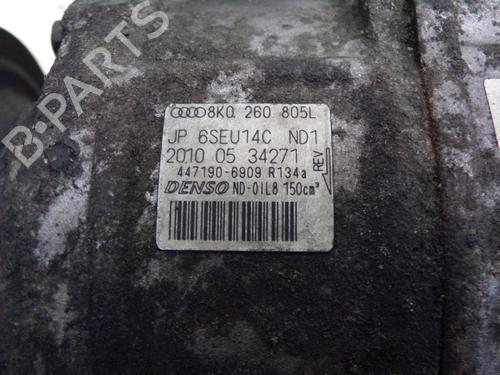 B-PARTS
8K0 260 805L
JP 6SEU14C ND1
2010 05 34271
447190-6909 R134a
REV
DENSO ND-OIL8 150cm³